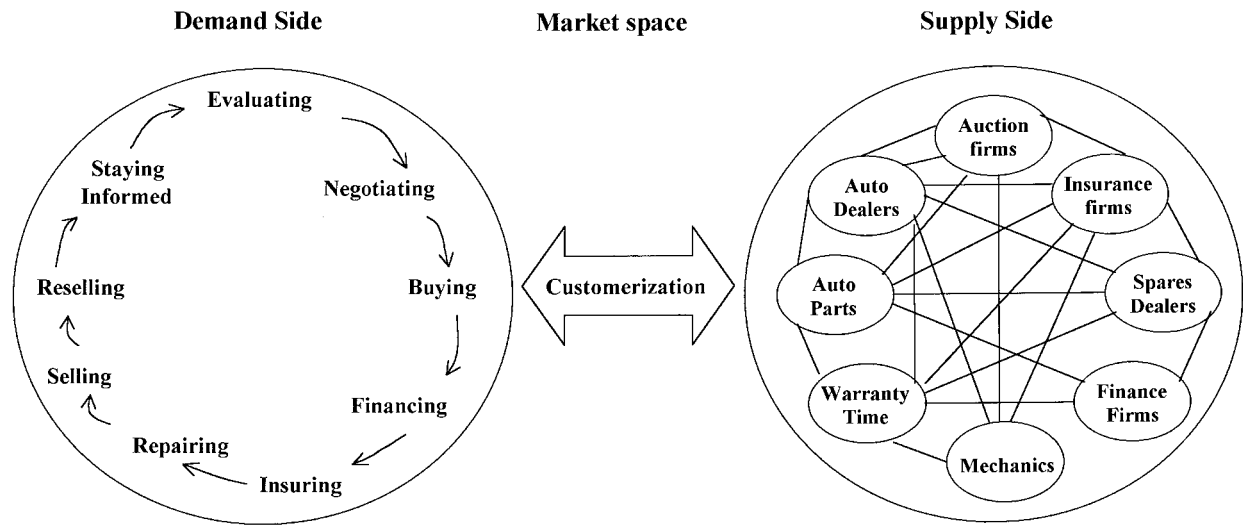 Demand Side
Market space
Supply Side
Evaluating
Negotiating
Buying
Financing
Insuring
Repairing
Selling
Reselling
Staying
Informed
Customerization
Auction
firms
Insurance
firms
Spares
Dealers
Finance
Firms
Mechanics
Warranty
Time
Auto
Parts
Auto
Dealers